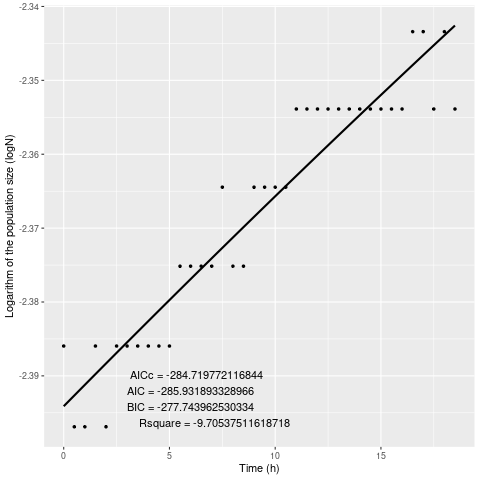 -2.34
-2.35
-2.36
-2.37
-2.38
-2.39
Logarithm of the population size (logN)
AICc = -284.719772116844
AIC = -285.931893328966
BIC = -277.743962530334
Rsquare = -9.70537511618718
0 5 10 15
Time (h)